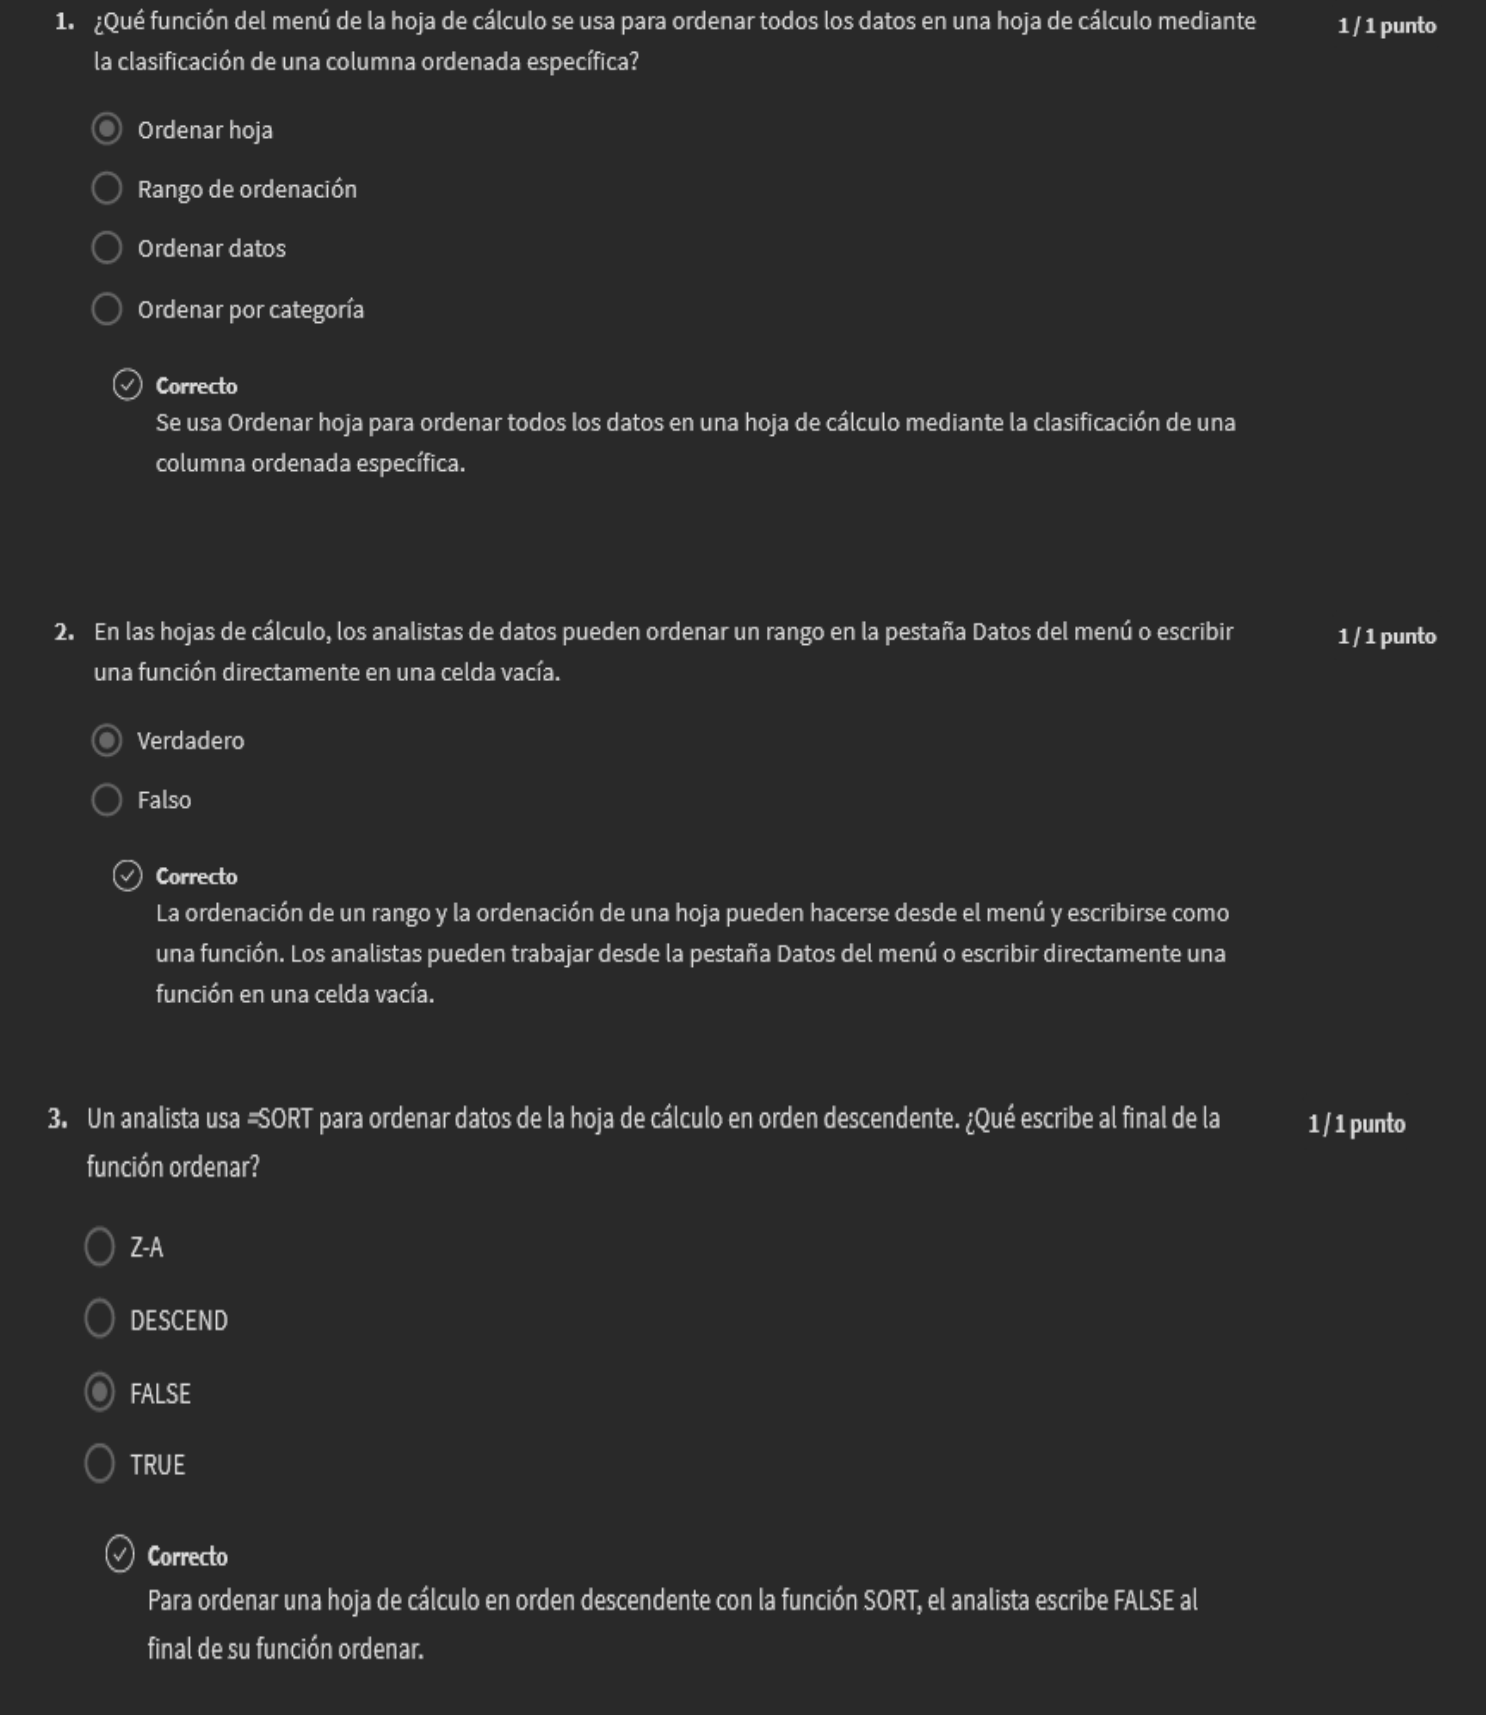 1. ¿Qué función del menú de la hoja de cálculo se usa para ordenar todos los datos en una hoja de cálculo mediante
la clasificación de una columna ordenada específica?
1 / 1 punto
Ordenar hoja
Rango de ordenación
Ordenar datos
Ordenar por categoría
Correcto
Se usa Ordenar hoja para ordenar todos los datos en una hoja de cálculo mediante la clasificación de una
columna ordenada específica.
2. En las hojas de cálculo, los analistas de datos pueden ordenar un rango en la pestaña Datos del menú o escribir
una función directamente en una celda vacía.
1 / 1 punto
Verdadero
Falso
Correcto
La ordenación de un rango y la ordenación de una hoja pueden hacerse desde el menú y escribirse como
una función. Los analistas pueden trabajar desde la pestaña Datos del menú o escribir directamente una
función en una celda vacía.
3. Un analista usa =SORT para ordenar datos de la hoja de cálculo en orden descendente. ¿Qué escribe al final de la
función ordenar?
1 / 1 punto
Z-A
DESCEND
FALSE
TRUE
Correcto
Para ordenar una hoja de cálculo en orden descendente con la función SORT, el analista escribe FALSE al
final de su función ordenar.